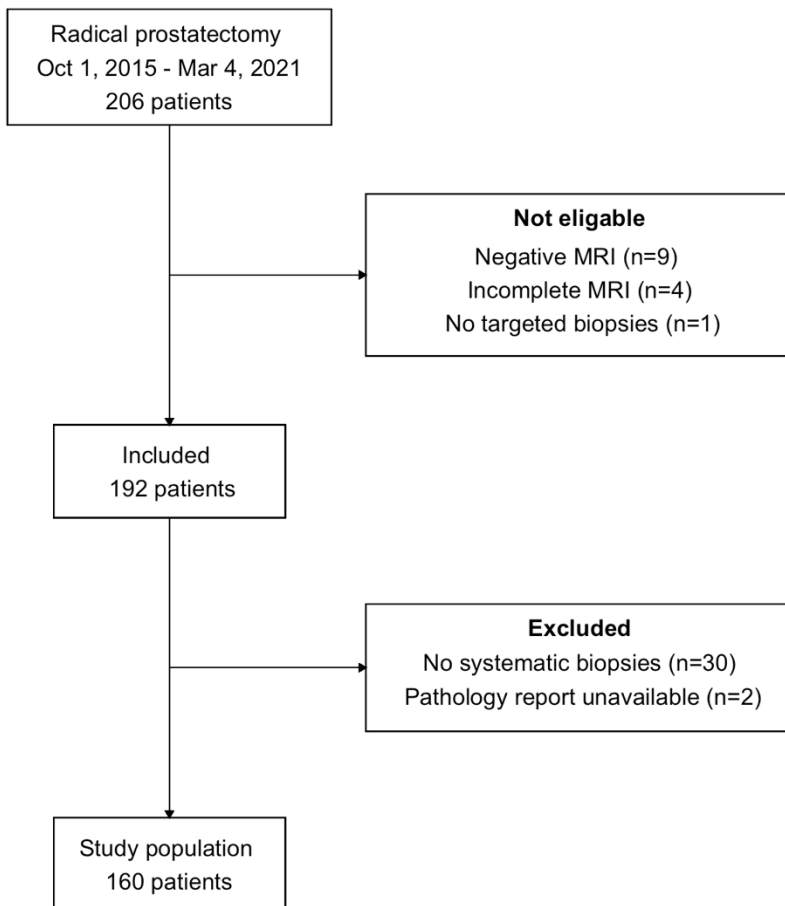 Radical prostatectomy
Oct 1, 2015 - Mar 4, 2021
206 patients
Not eligable
Negative MRI (n=9)
Incomplete MRI (n=4)
No targeted biopsies (n=1)
Included
192 patients
Excluded
No systematic biopsies (n=30)
Pathology report unavailable (n=2)
Study population
160 patients